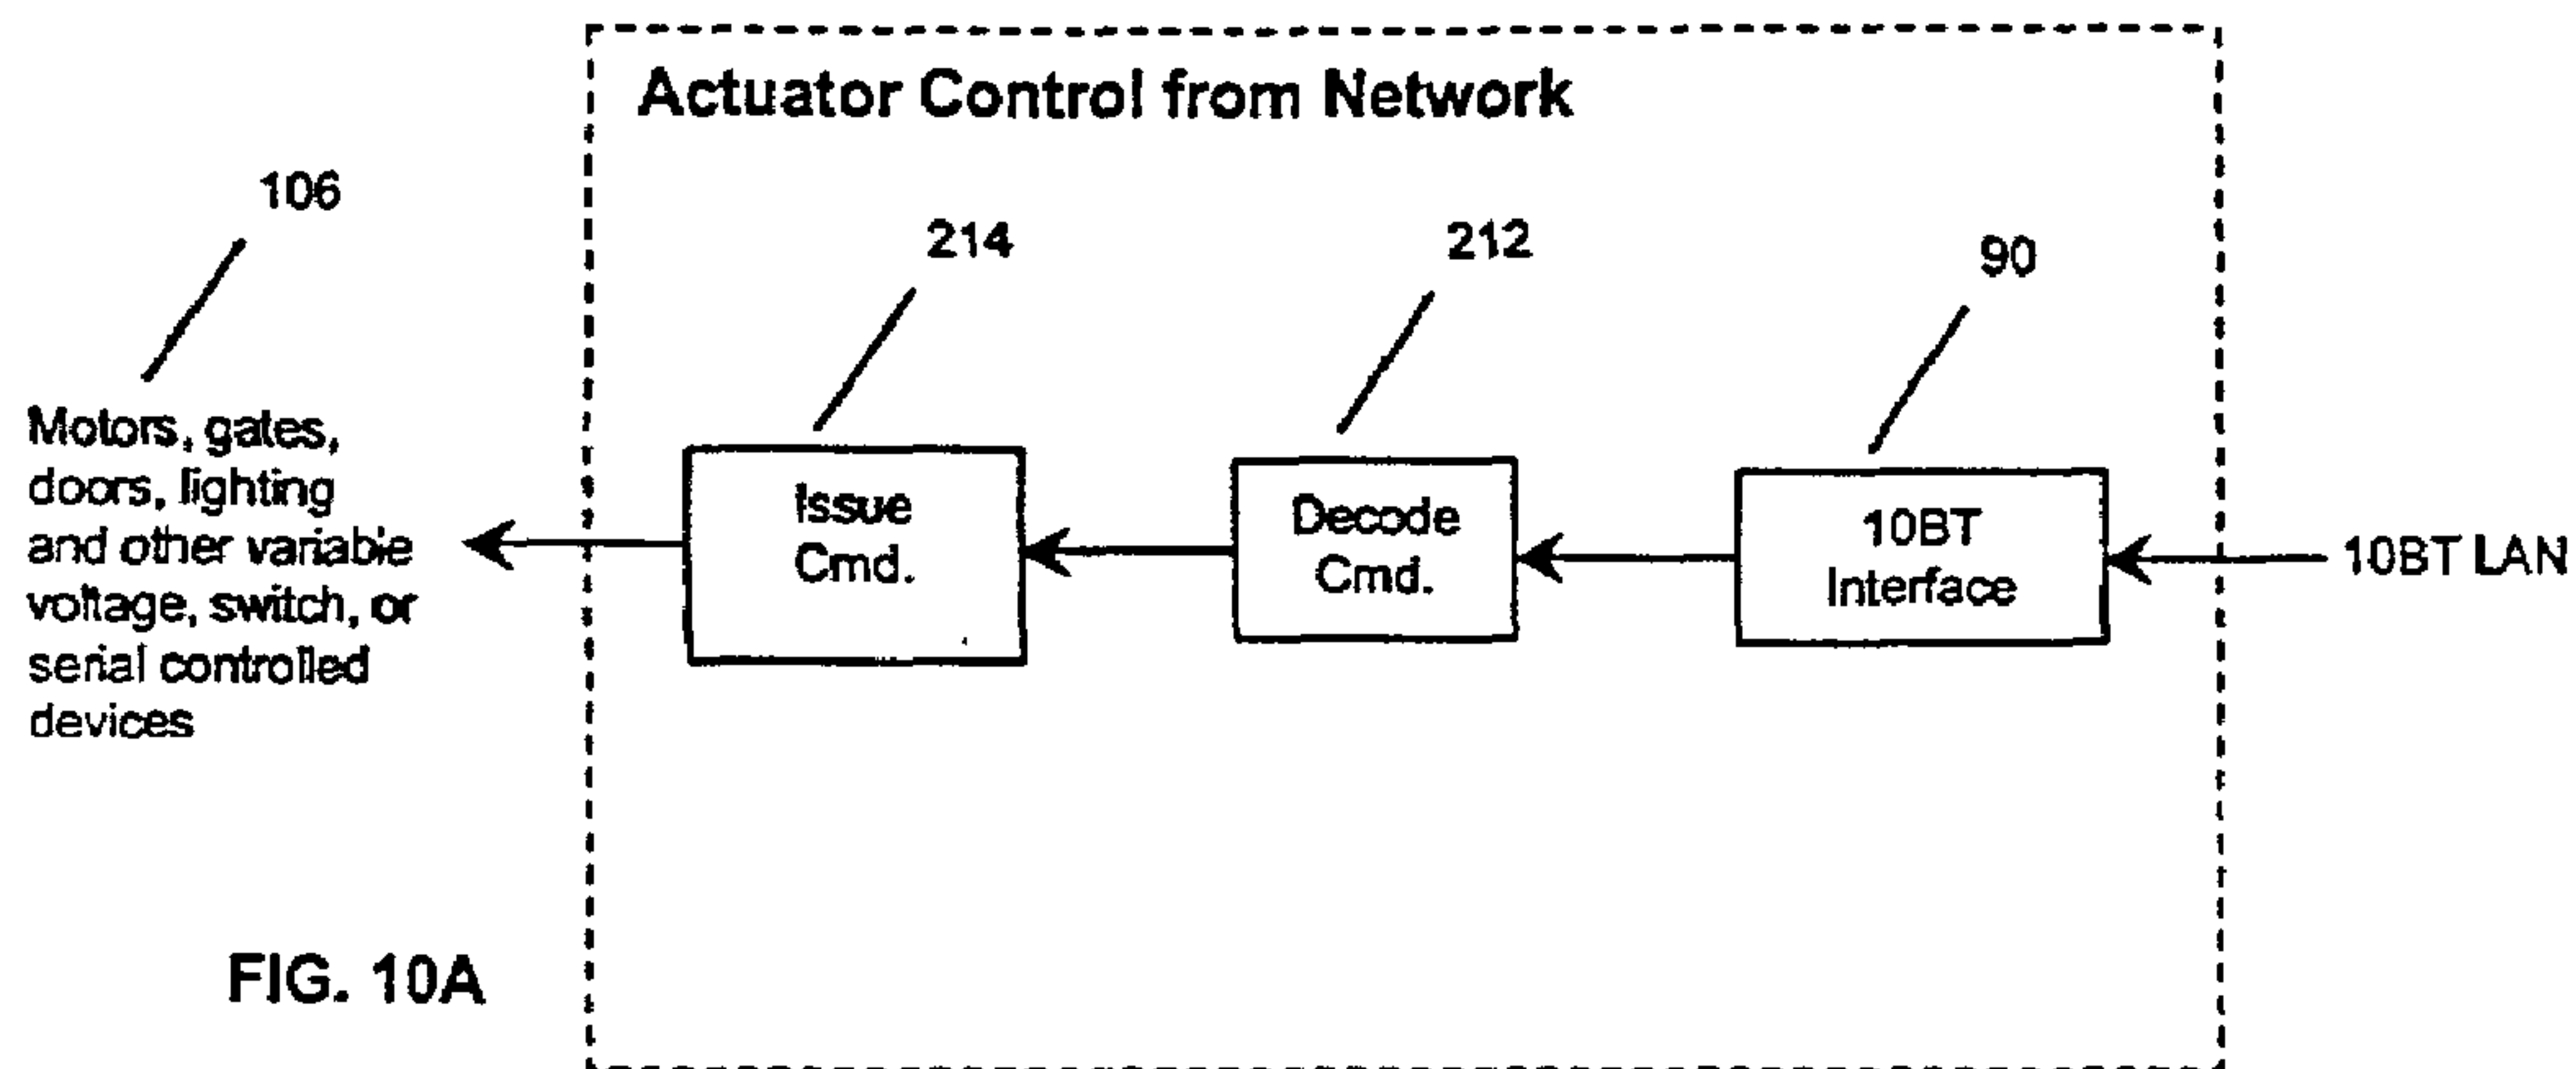 Actuator Control from Network
106
214
212
90
Motors, gates,
doors, lighting
and other variable
voltage, switch, or
serial controlled
devices
Issue
Cmd.
Decode
Cmd.
10BT
Interface
10BT LAN
FIG. 10A